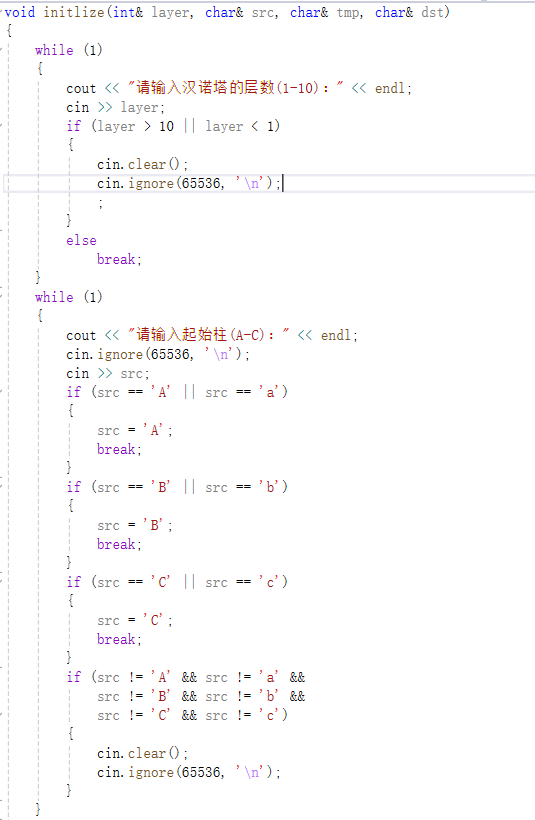 void initlize(int& layer, char& src, char& tmp, char& dst)
{
    while (1)
    {
        cout << "请输入汉诺塔的层数(1-10)：" << endl;
        cin >> layer;
        if (layer > 10 || layer < 1)
        {
            cin.clear();
            cin.ignore(65536, '\n');
            ;
        }
        else
            break;
    }
    while (1)
    {
        cout << "请输入起始柱(A-C)：" << endl;
        cin.ignore(65536, '\n');
        cin >> src;
        if (src == 'A' || src == 'a')
        {
            src = 'A';
            break;
        }
        if (src == 'B' || src == 'b')
        {
            src = 'B';
            break;
        }
        if (src == 'C' || src == 'c')
        {
            src = 'C';
            break;
        }
        if (src != 'A' && src != 'a' &&
            src != 'B' && src != 'b' &&
            src != 'C' && src != 'c')
        {
            cin.clear();
            cin.ignore(65536, '\n');
        }
    }